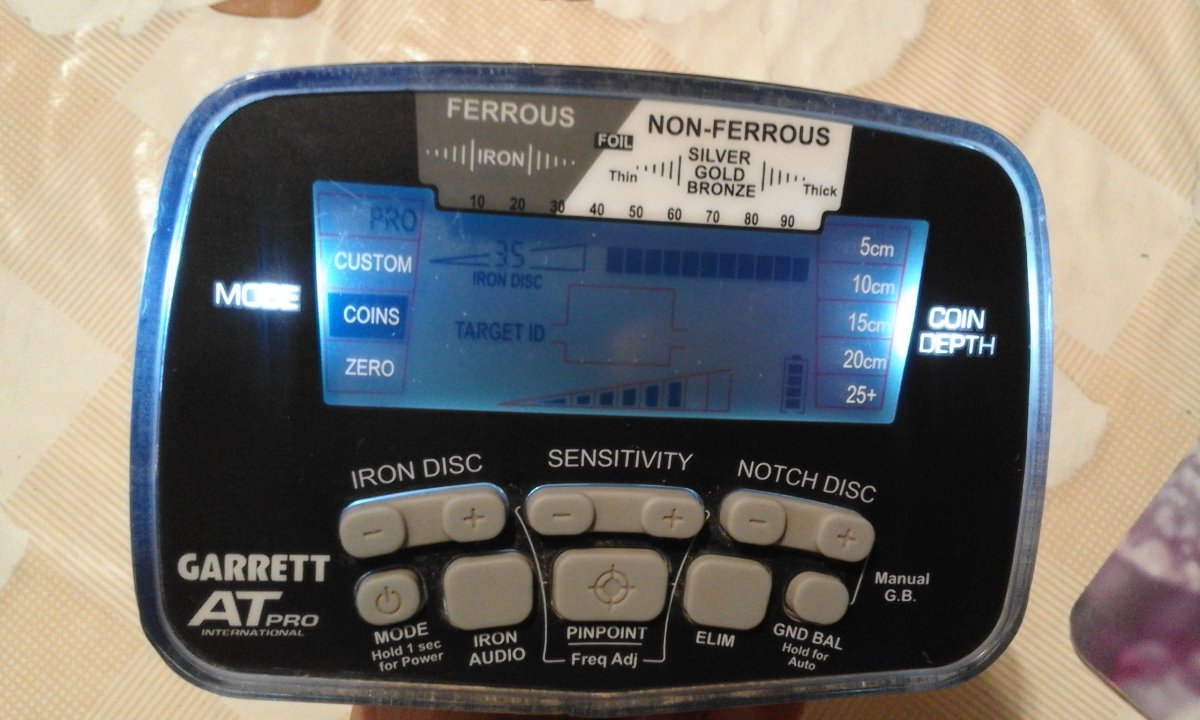 FERROUS
IRON
FOIL
NON-FERROUS
Thin
SILVER
GOLD
BRONZE
Thick
10 20 30 40 50 60 70 80 90
PRO
CUSTOM
COINS
ZERO
MODE
35
IRON DISC
TARGET ID
5cm
10cm
15cm
20cm
25+
COIN
DEPTH
IRON DISC
SENSITIVITY
NOTCH DISC
- +
- +
- +
GARRETT
AT PRO
INTERNATIONAL
MODE
Hold 1 sec
for Power
IRON
AUDIO
PINPOINT
Freq Adj
ELIM
GND BAL
Hold for
Auto
Manual
G.B.